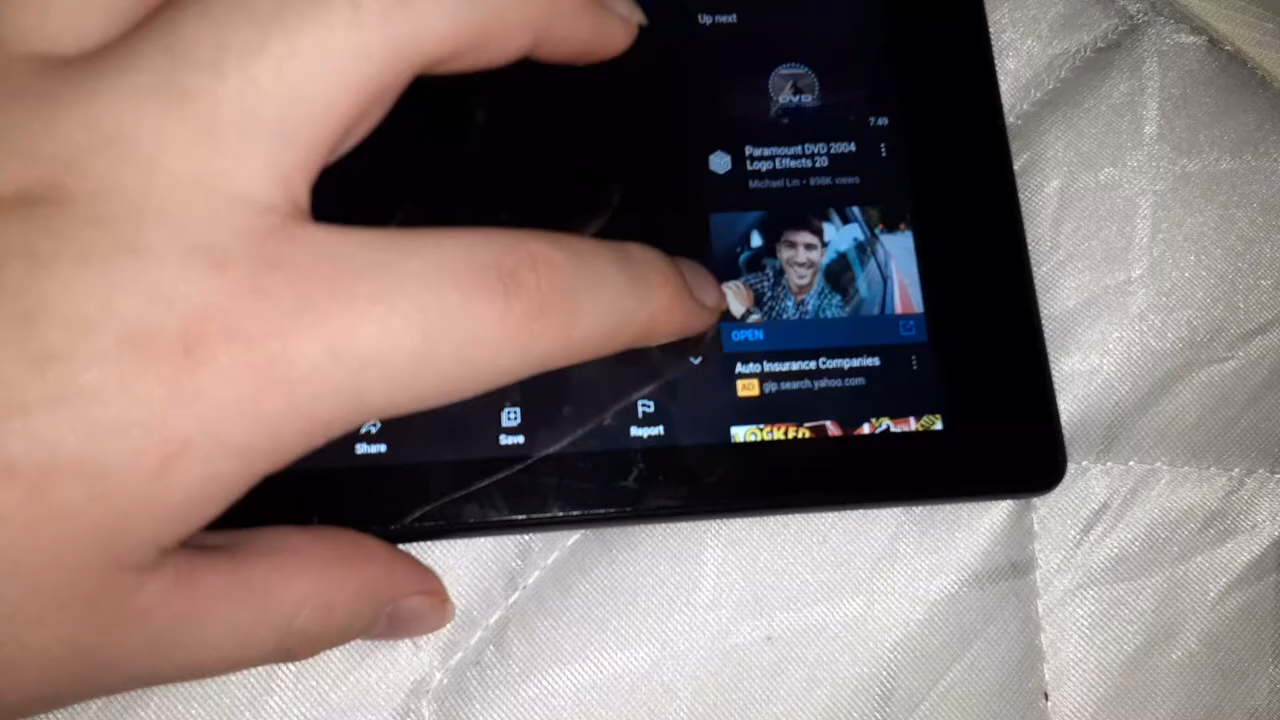 Up next
DVD
7:49
Paramount DVD 2004
Logo Effects 20
Michael Lin • 898K views
OPEN
Auto Insurance Companies
AD glp.search.yahoo.com
Share
Save
Report